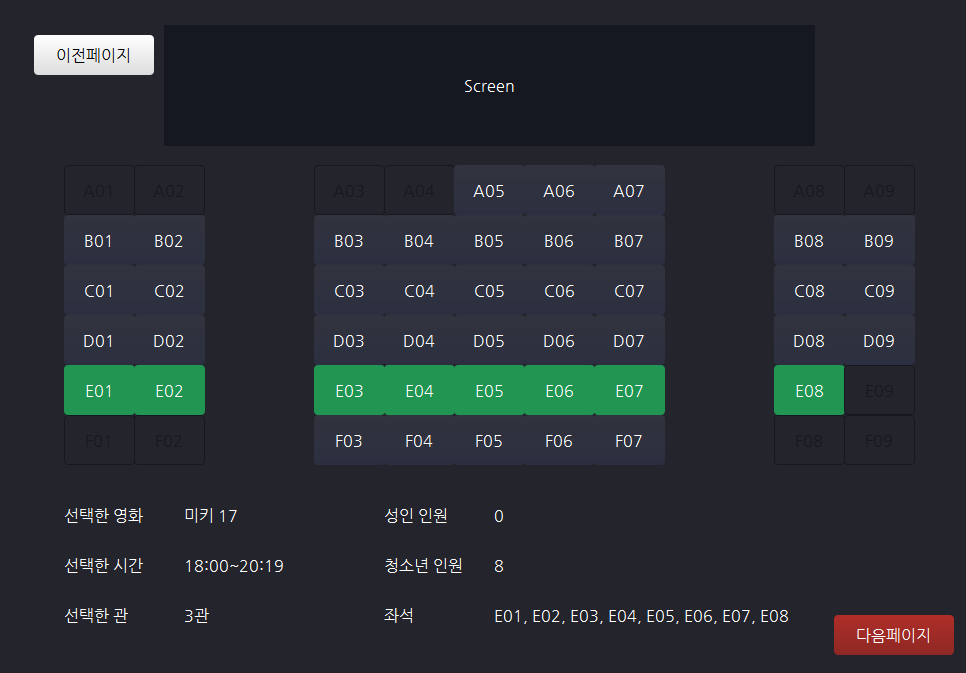 이전페이지
Screen
A01 A02 A03 A04 A05 A06 A07 A08 A09
B01 B02 B03 B04 B05 B06 B07 B08 B09
C01 C02 C03 C04 C05 C06 C07 C08 C09
D01 D02 D03 D04 D05 D06 D07 D08 D09
E01 E02 E03 E04 E05 E06 E07 E08 E09
F01 F02 F03 F04 F05 F06 F07 F08 F09
선택한 영화 미키 17 성인 인원 0
선택한 시간 18:00~20:19 청소년 인원 8
선택한 관 3관 좌석 E01, E02, E03, E04, E05, E06, E07, E08
다음페이지